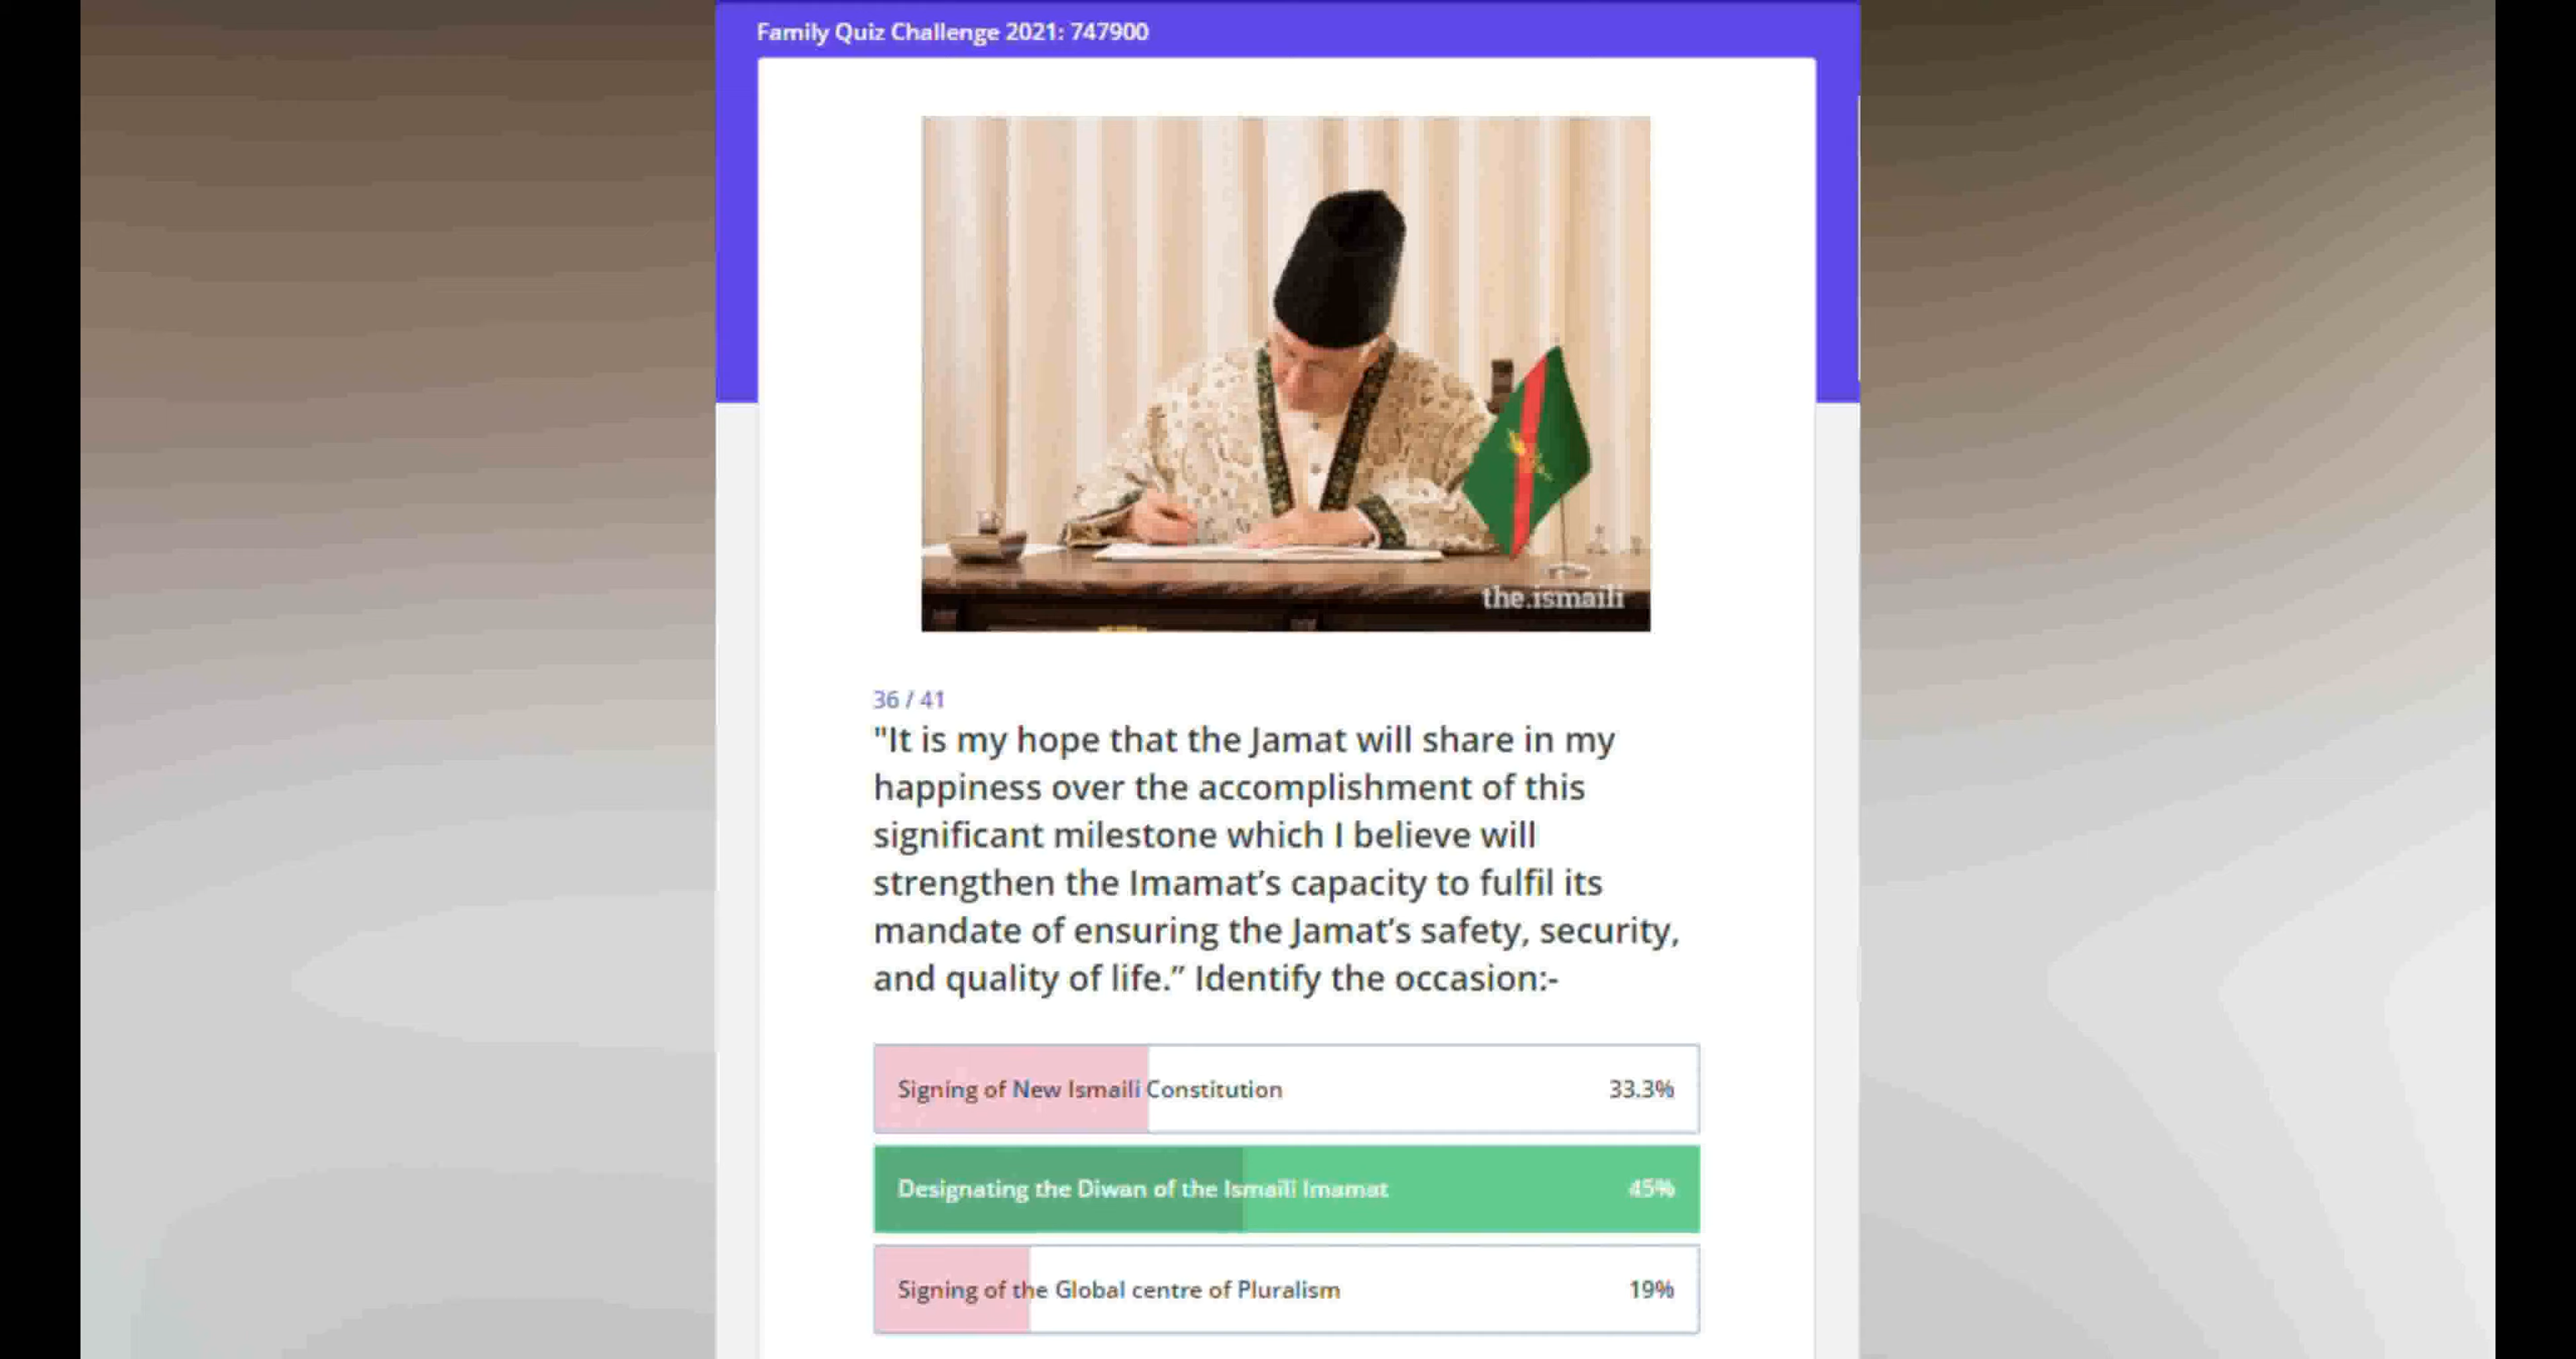 Family Quiz Challenge 2021: 747900
the.ismaili
36 / 41
"It is my hope that the Jamat will share in my
happiness over the accomplishment of this
significant milestone which I believe will
strengthen the Imamat’s capacity to fulfil its
mandate of ensuring the Jamat’s safety, security,
and quality of life.” Identify the occasion:-
Signing of New Ismaili Constitution 33.3%
Designating the Diwan of the Ismaili Imamat 45%
Signing of the Global centre of Pluralism 19%